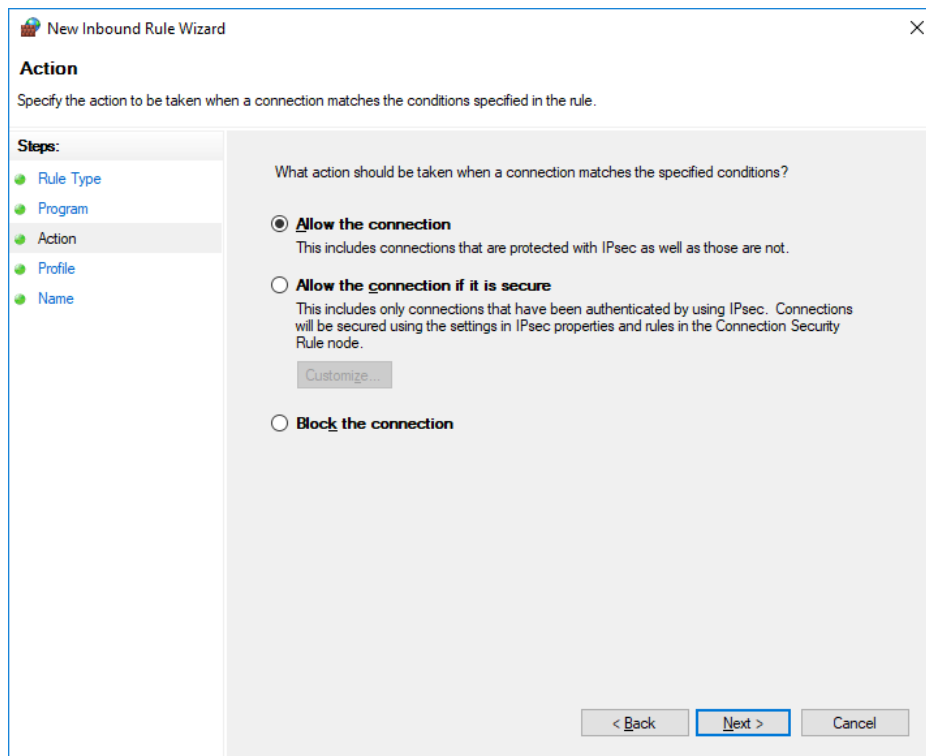 New Inbound Rule Wizard
Action
Specify the action to be taken when a connection matches the conditions specified in the rule.
Steps:
Rule Type
Program
Action
Profile
Name
What action should be taken when a connection matches the specified conditions?
Allow the connection
This includes connections that are protected with IPsec as well as those are not.
Allow the connection if it is secure
This includes only connections that have been authenticated by using IPsec. Connections
will be secured using the settings in IPsec properties and rules in the Connection Security
Rule node.
Customize...
Block the connection
< Back
Next >
Cancel